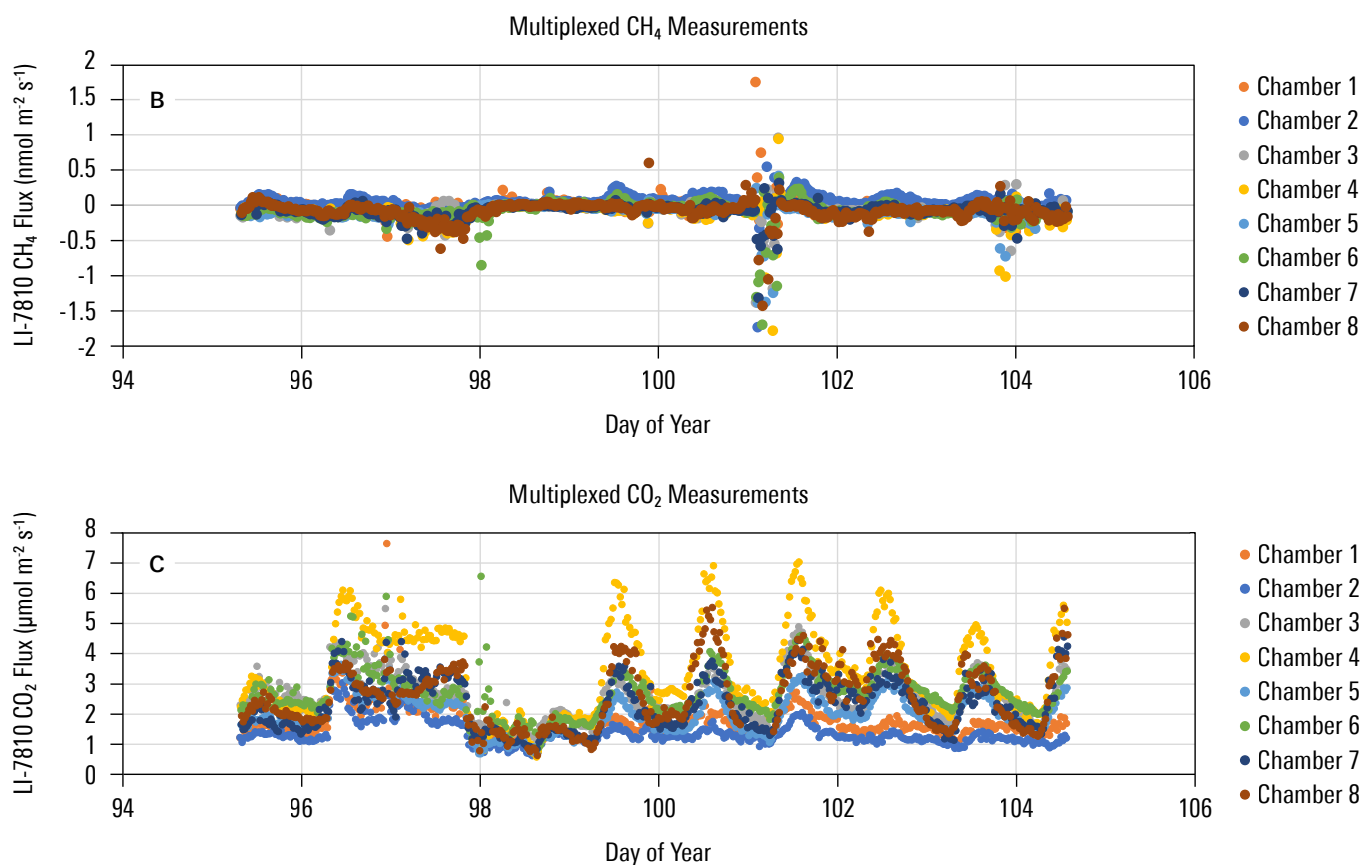 Multiplexed CH₄ Measurements
LI-7810 CH₄ Flux (nmol m⁻² s⁻¹)
2
1.5
1
0.5
0
-0.5
-1
-1.5
-2
B
94 96 98 100 102 104 106
Day of Year
Chamber 1
Chamber 2
Chamber 3
Chamber 4
Chamber 5
Chamber 6
Chamber 7
Chamber 8
Multiplexed CO₂ Measurements
LI-7810 CO₂ Flux (µmol m⁻² s⁻¹)
8
7
6
5
4
3
2
1
0
C
94 96 98 100 102 104 106
Day of Year
Chamber 1
Chamber 2
Chamber 3
Chamber 4
Chamber 5
Chamber 6
Chamber 7
Chamber 8